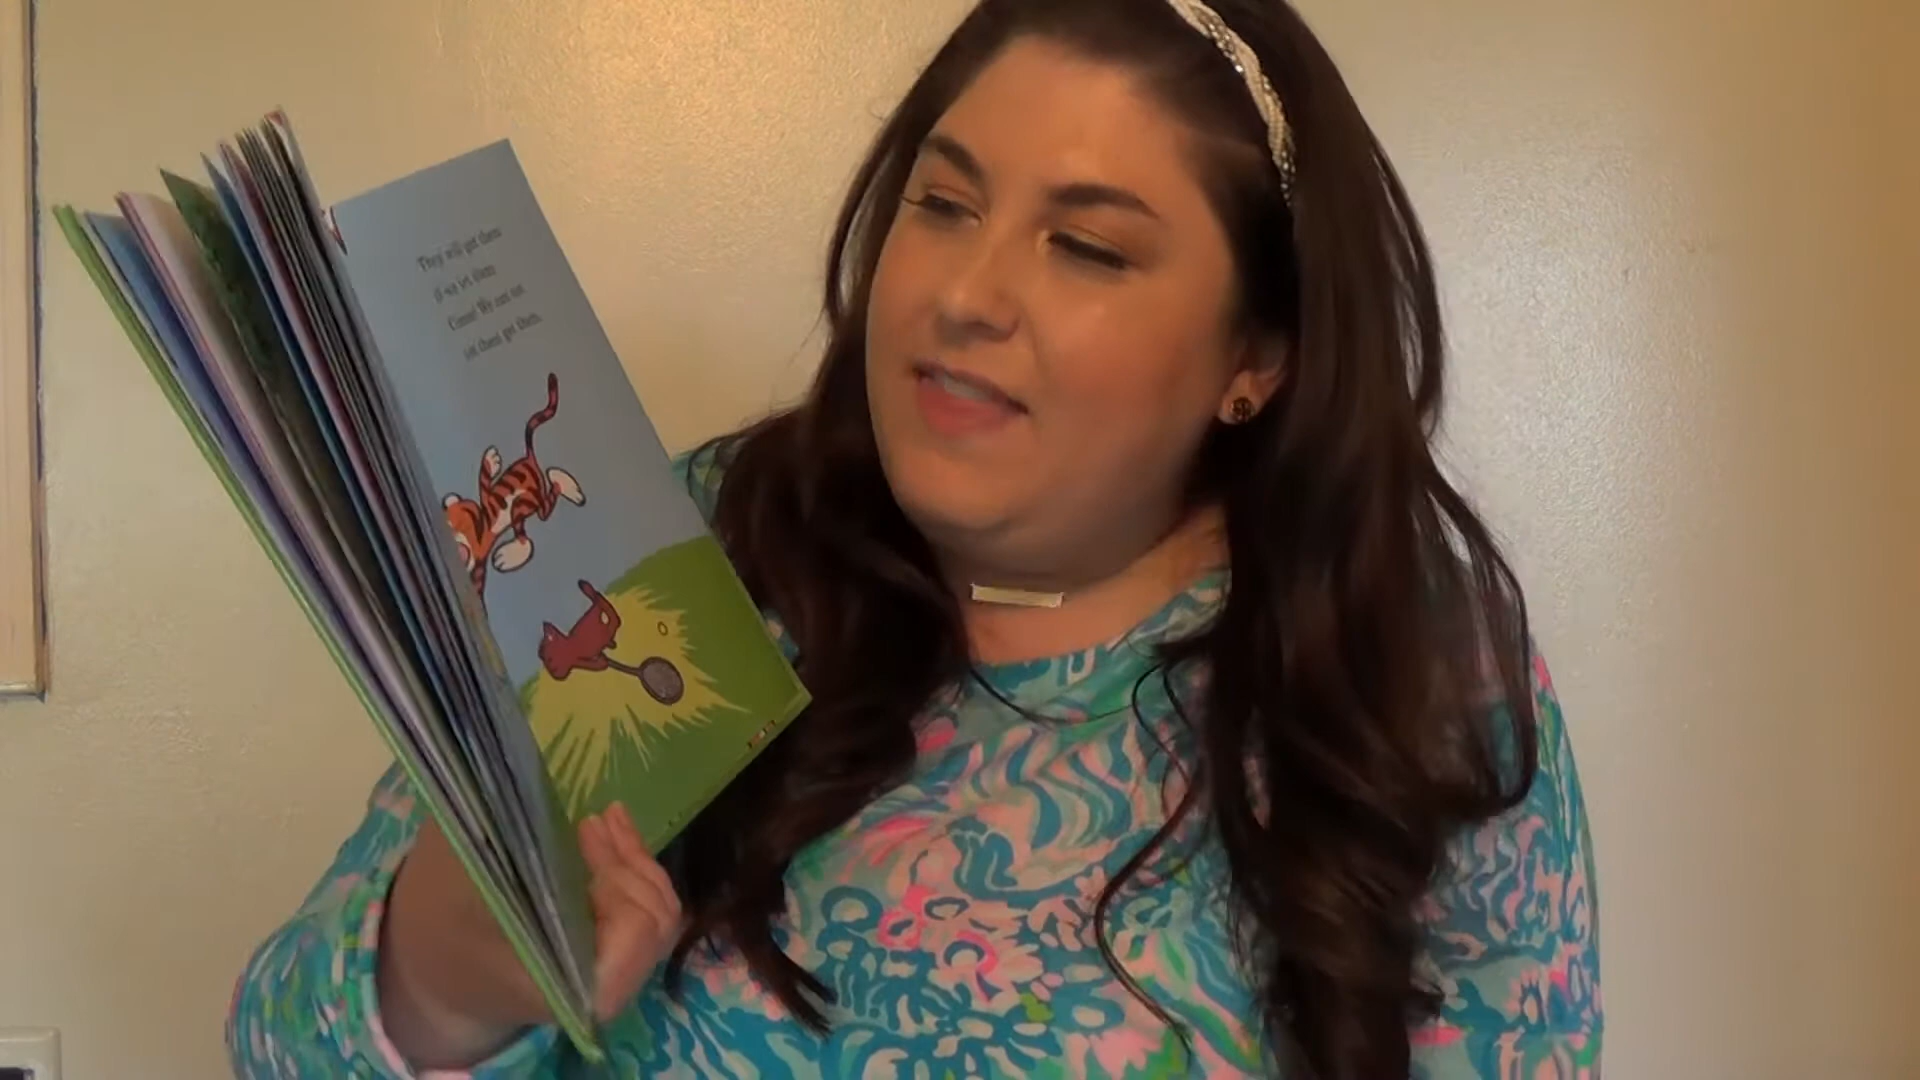 They will get them
if we let them.
Come! We can not
let them get them.